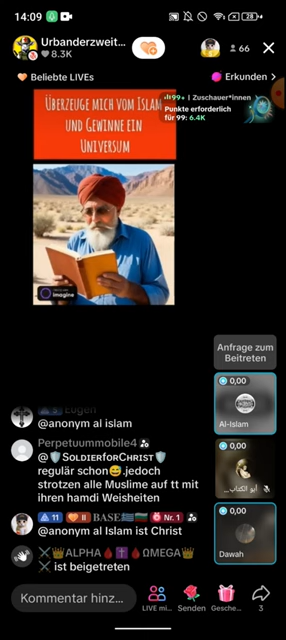 14:09
28
Urbanderzweit...
8.3K
66
Beliebte LIVEs
Erkunden
ÜBERZEUGE MICH VOM ISLAM
UND GEWINNE EIN
UNIVERSUM
99+ | Zuschauer*innen
Punkte erforderlich
für 99: 6.4K
imagine
Anfrage zum
Beitreten
0,00
Al-Islam
Eugen
@anonym al islam
Perpetuummobile4
@SOLDIERFORCHRIST
regulär schon😅.jedoch
strotzen alle Muslime auf tt mit
ihren hamdi Weisheiten
0,00
أبو الكتاب...
11 II BASE Nr. 1
@anonym al Islam ist Christ
ALPHA ΩMEGA
ist beigetreten
0,00
Dawah
Kommentar hinz...
LIVE mi...
Senden
Gesche...
3